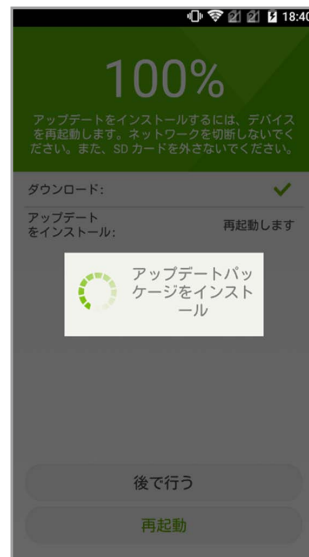 18:40
100%
アップデートをインストールするには、デバイス
を再起動します。ネットワークを切断しないでく
ださい。また、SD カードを外さないでください。
ダウンロード:
アップデート
をインストール:
再起動します
アップデートパッ
ケージをインスト
ール
後で行う
再起動